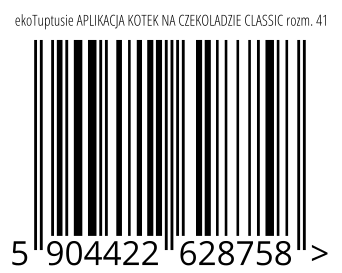 ekoTuptusie APLIKACJA KOTEK NA CZEKOLADZIE CLASSIC rozm. 41
5 904422 628758 >